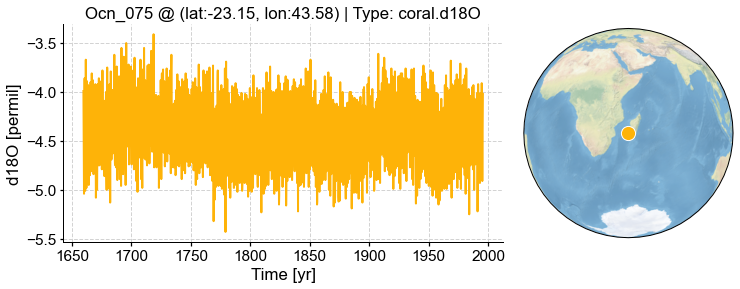 Ocn_075 @ (lat:-23.15, lon:43.58) | Type: coral.d18O
d18O [permil]
−3.5
−4.0
−4.5
−5.0
−5.5
1650 1700 1750 1800 1850 1900 1950 2000
Time [yr]